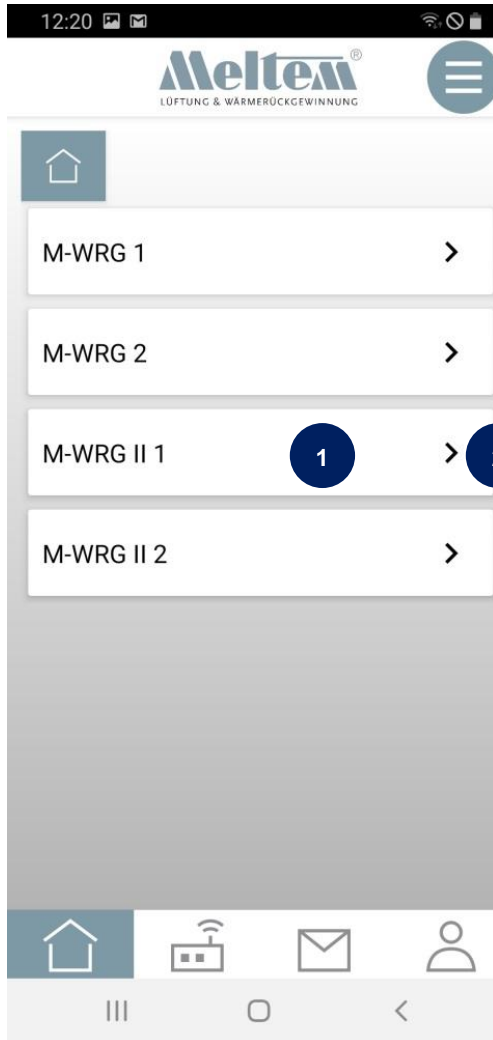 12:20
Meltem®
LÜFTUNG & WÄRMERÜCKGEWINNUNG
M-WRG 1
M-WRG 2
M-WRG II 1
1
M-WRG II 2